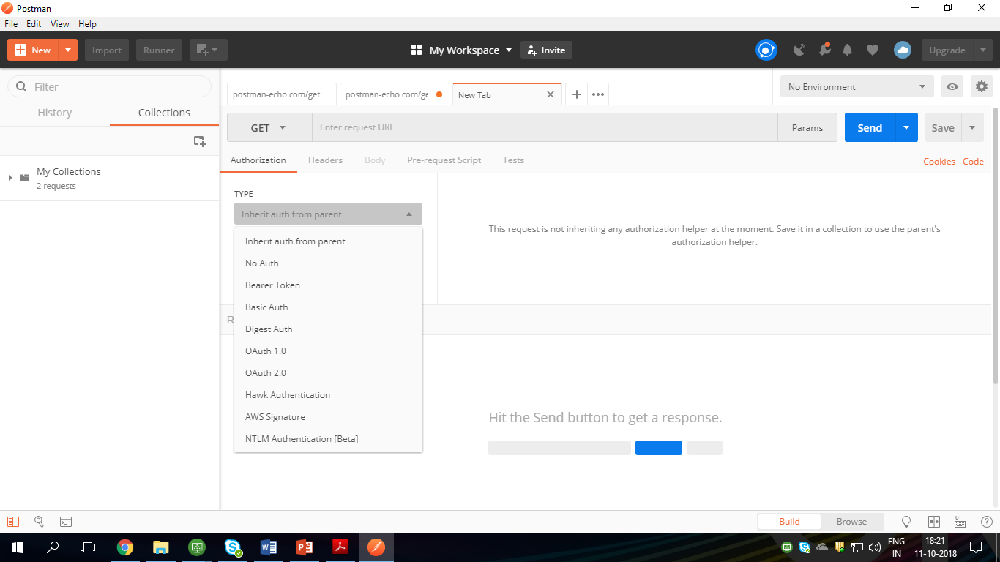 Postman
File Edit View Help
New Import Runner My Workspace Invite Upgrade
Filter
History Collections
My Collections
2 requests
postman-echo.com/get postman-echo.com/ge New Tab No Environment
GET Enter request URL Params Send Save
Authorization Headers Body Pre-request Script Tests Cookies Code
TYPE
Inherit auth from parent
Inherit auth from parent
No Auth
Bearer Token
Basic Auth
Digest Auth
OAuth 1.0
OAuth 2.0
Hawk Authentication
AWS Signature
NTLM Authentication [Beta]
This request is not inheriting any authorization helper at the moment. Save it in a collection to use the parent's
authorization helper.
R
Hit the Send button to get a response.
Build Browse
ENG 18:21
IN 11-10-2018